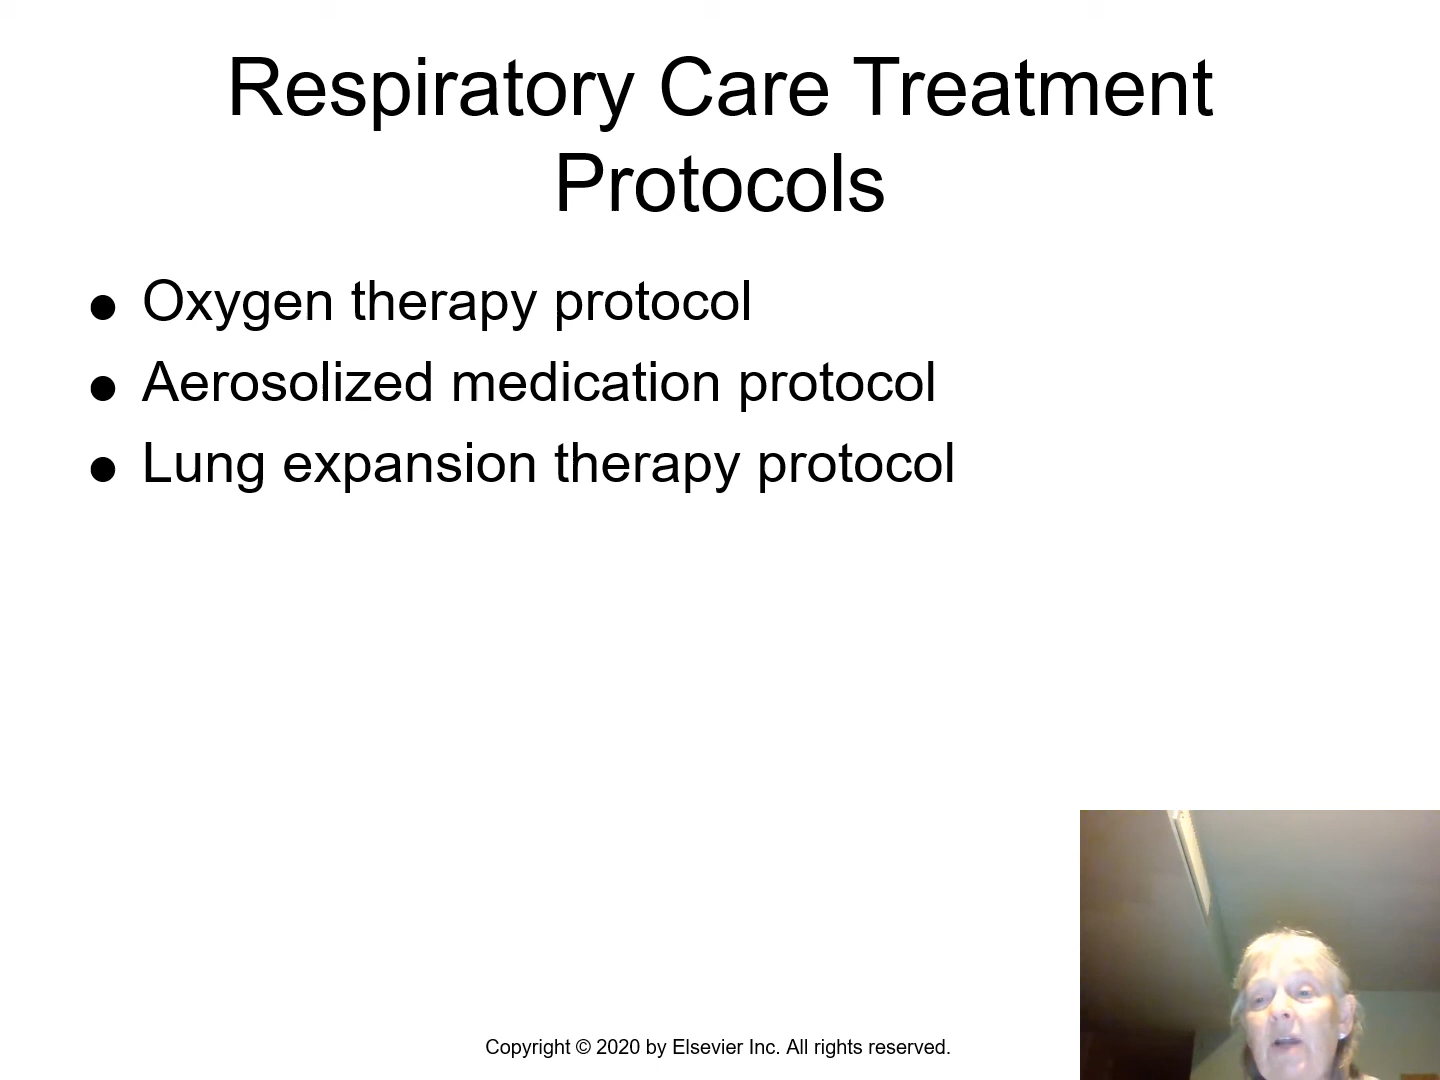 Respiratory Care Treatment
Protocols
● Oxygen therapy protocol
● Aerosolized medication protocol
● Lung expansion therapy protocol
Copyright © 2020 by Elsevier Inc. All rights reserved.